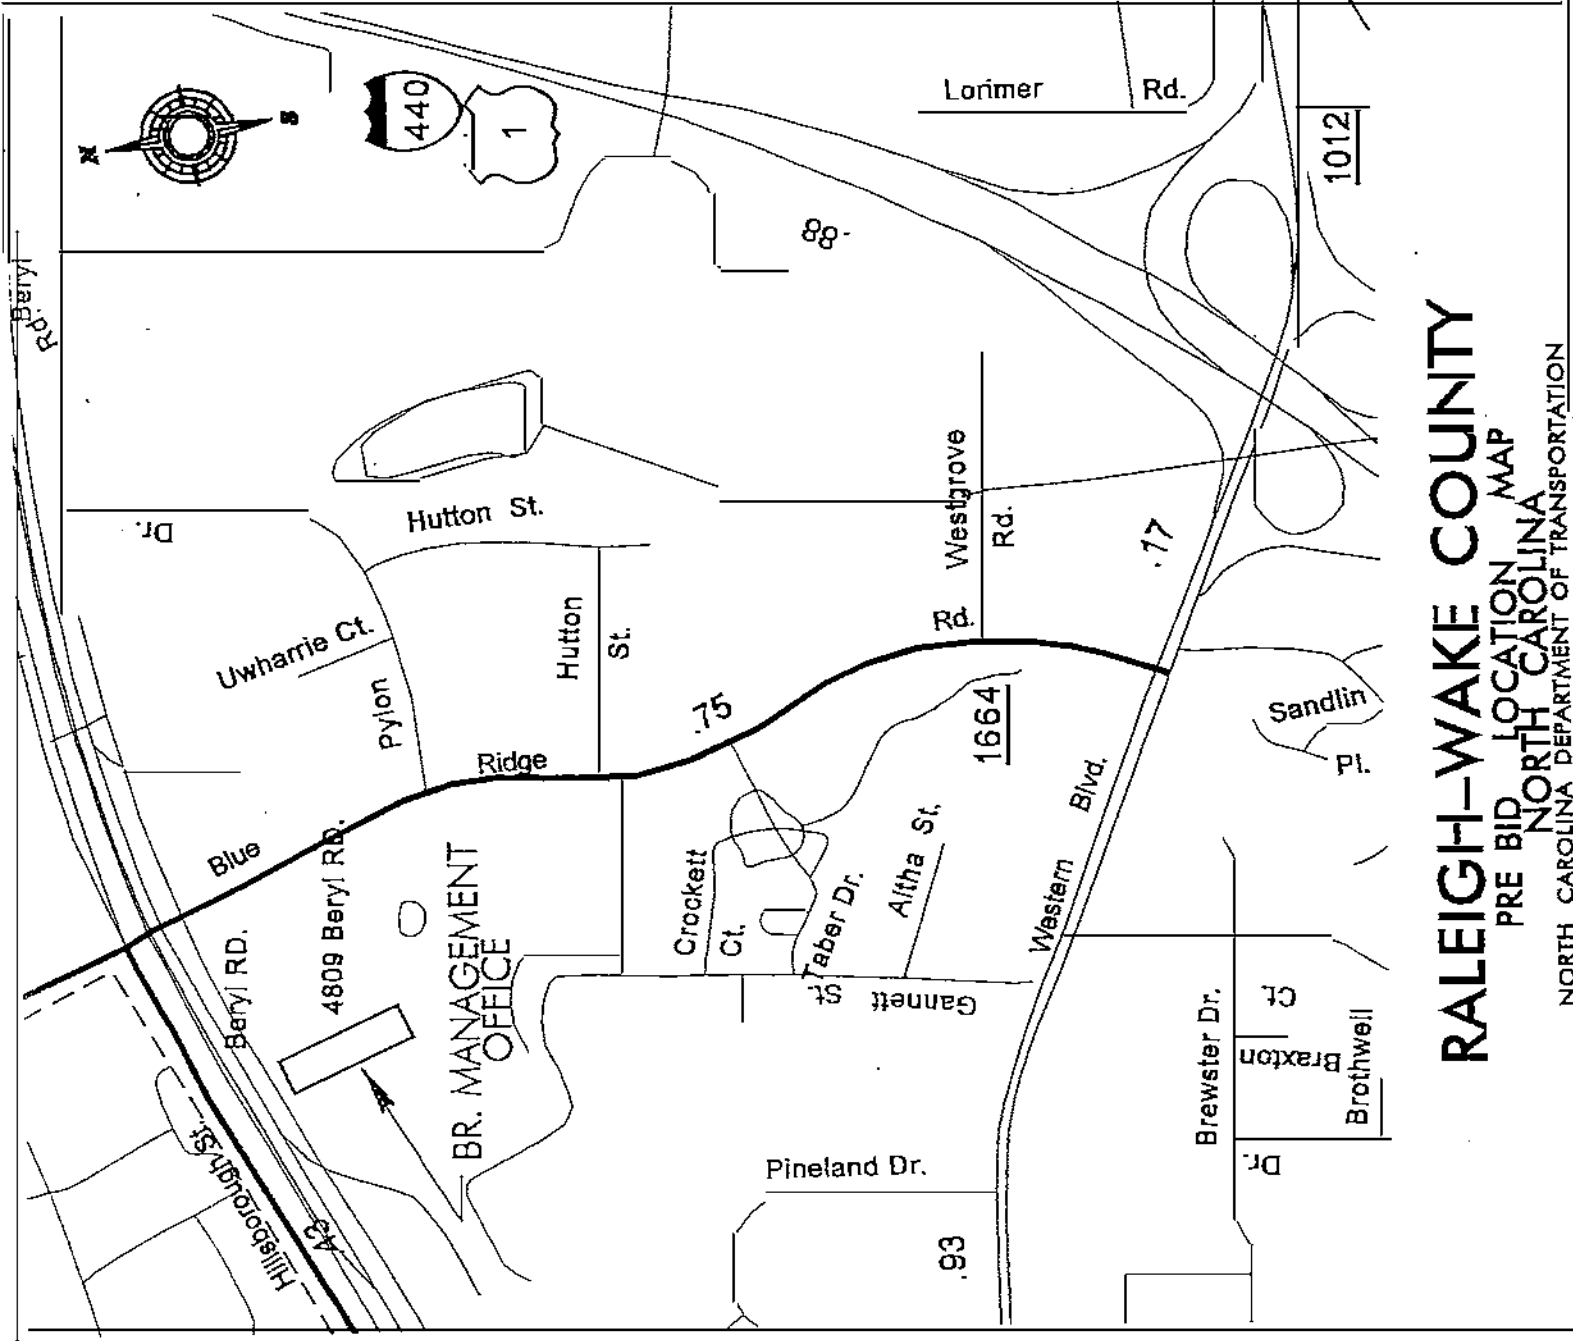 N
S
440
1
Lorimer
Rd.
1012
.88
Beryl
Rd.
Dr.
Hutton St.
Westgrove
Rd.
.17
Uwharrie Ct.
Hutton
St.
Rd.
Pylon
.75
1664
Sandlin
Pl.
Ridge
Blue
Blvd.
Western
4809 Beryl RD.
Beryl RD.
BR. MANAGEMENT
OFFICE
Crockett
Ct.
Taber Dr.
Altha St.
Gannett
St.
Brewster Dr.
Ct.
Braxton
Brothwell
Dr.
Hillsborough St.
.43
Pineland Dr.
.93
RALEIGH-WAKE COUNTY
PRE BID LOCATION MAP
NORTH CAROLINA
NORTH CAROLINA DEPARTMENT OF TRANSPORTATION